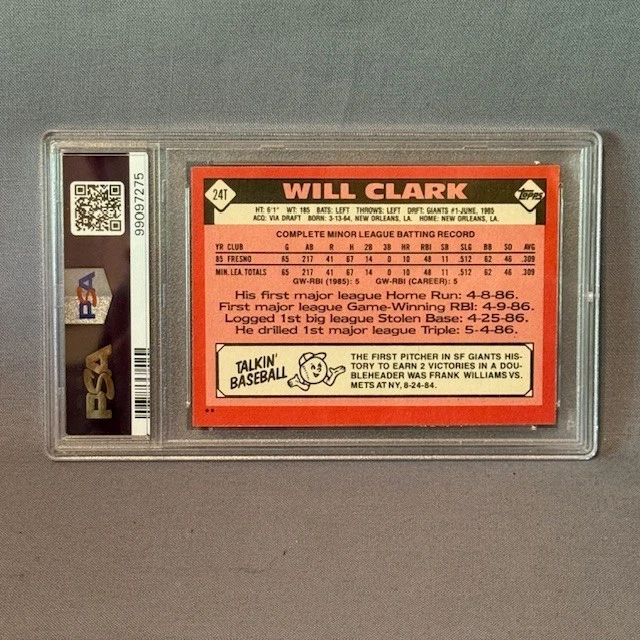 99097275
PSA
PSA
24T
WILL CLARK
TOPPS
HT: 6'1" WT: 185 BATS: LEFT THROWS: LEFT DRFT: GIANTS #1-JUNE, 1985
ACQ: VIA DRAFT BORN: 3-13-64, NEW ORLEANS, LA. HOME: NEW ORLEANS, LA.
COMPLETE MINOR LEAGUE BATTING RECORD
YR CLUB G AB R H 2B 3B HR RBI SB SLG BB SO AVG
85 FRESNO 65 217 41 67 14 0 10 48 11 .512 62 46 .309
MIN.LEA.TOTALS 65 217 41 67 14 0 10 48 11 .512 62 46 .309
GW-RBI (1985): 5 GW-RBI (CAREER): 5
His first major league Home Run: 4-8-86.
First major league Game-Winning RBI: 4-9-86.
Logged 1st big league Stolen Base: 4-25-86.
He drilled 1st major league Triple: 5-4-86.
TALKIN'
BASEBALL
THE FIRST PITCHER IN SF GIANTS HIS-
TORY TO EARN 2 VICTORIES IN A DOU-
BLEHEADER WAS FRANK WILLIAMS VS.
METS AT NY, 8-24-84.